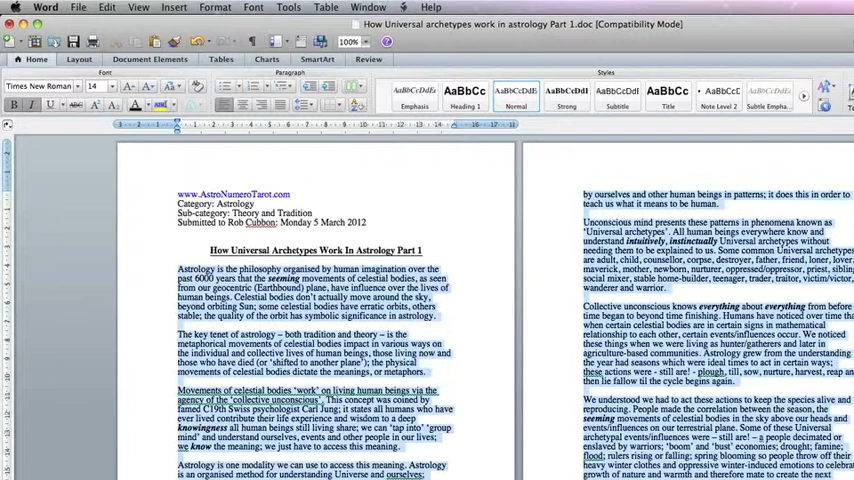 Word File Edit View Insert Format Font Tools Table Window Help
How Universal archetypes work in astrology Part 1.doc [Compatibility Mode]
100%
Home Layout Document Elements Tables Charts SmartArt Review
Font Paragraph Styles
Times New Roman 14
AaBbCcDdEe AaBbCc AaBbCcDdE AaBbCcDdE AaBbCcDc AaBbCc
Emphasis Heading 1 Normal Strong Subtitle Title Note Level 2 Subtle Empha...
www.AstroNumeroTarot.com
Category: Astrology
Sub-category: Theory and Tradition
Submitted to Rob Cubbon: Monday 5 March 2012
How Universal Archetypes Work In Astrology Part 1
Astrology is the philosophy organised by human imagination over the
past 6000 years that the seeming movements of celestial bodies, as seen
from our geocentric (Earthbound) plane, have influence over the lives of
human beings. Celestial bodies don't actually move around the sky,
beyond orbiting Sun; some celestial bodies have erratic orbits, others
stable; the quality of the orbit has symbolic significance in astrology.
The key tenet of astrology – both tradition and theory – is the
metaphorical movements of celestial bodies impact in various ways on
the individual and collective lives of human beings, those living now and
those who have died (or 'shifted to another plane'); the physical
movements of celestial bodies dictate the meanings, or metaphors.
Movements of celestial bodies 'work' on living human beings via the
agency of the 'collective unconscious'. This concept was coined by
famed C19th Swiss psychologist Carl Jung; it states all humans who have
ever lived contribute their life experience and wisdom to a deep
knowingness all human beings still living share; we can 'tap into' 'group
mind' and understand ourselves, events and other people in our lives;
we know the meaning; we just have to access this meaning.
Astrology is one modality we can use to access this meaning. Astrology
is an organised method for understanding Universe and ourselves;
by ourselves and other human beings in patterns; it does this in order to
teach us what it means to be human.
Unconscious mind presents these patterns in phenomena known as
'Universal archetypes'. All human beings everywhere know and
understand intuitively, instinctually Universal archetypes without
needing them to be explained to us. Some common Universal archetypes
are adult, child, counsellor, corpse, destroyer, father, friend, loner, lover,
maverick, mother, newborn, nurturer, oppressed/oppressor, priest, sibling
social mixer, stable home-builder, teenager, trader, traitor, victim/victor,
wanderer and warrior.
Collective unconscious knows everything about everything from before
time began to beyond time finishing. Humans have noticed over time that
when certain celestial bodies are in certain signs in mathematical
relationship to each other, certain events/influences occur. We noticed
these things when we were living as hunter/gatherers and later in
agriculture-based communities. Astrology grew from the understanding
the year had seasons which were ideal times to act in certain ways;
these actions were - still are! - plough, till, sow, nurture, harvest, reap an
then lie fallow til the cycle begins again.
We understood we had to act these actions to keep the species alive and
reproducing. People made the correlation between the season, the
seeming movements of celestial bodies in the sky above our heads and
events/influences on our terrestrial plane. Some of these Universal
archetypal events/influences were – still are! – a people decimated or
enslaved by warriors; 'boom' and 'bust' economies; drought; famine;
flood; rulers rising or falling; spring blooming so people throw off their
heavy winter clothes and oppressive winter-induced emotions to celebrat
growth of nature and warmth and therefore mate to create the next